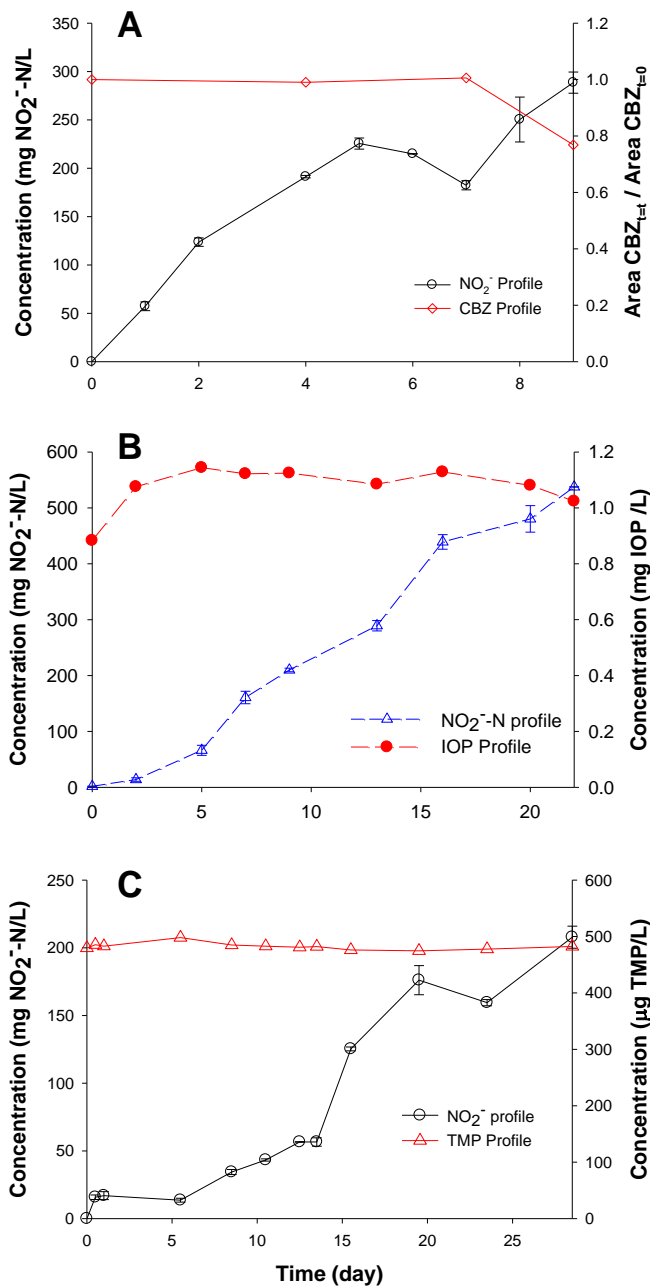 A
Concentration (mg NO₂⁻-N/L)
350
300
250
200
150
100
50
0
1.2
1.0
0.8
0.6
0.4
0.2
0.0
Area CBZₜ₌ₜ / Area CBZₜ₌₀
NO₂⁻ Profile
CBZ Profile
0 2 4 6 8
B
Concentration (mg NO₂⁻-N/L)
600
500
400
300
200
100
0
1.2
1.0
0.8
0.6
0.4
0.2
0.0
Concentration (mg IOP /L)
NO₂⁻-N profile
IOP Profile
0 5 10 15 20
C
Concentration (mg NO₂⁻-N/L)
250
200
150
100
50
0
600
500
400
300
200
100
0
Concentration (µg TMP/L)
NO₂⁻ profile
TMP Profile
0 5 10 15 20 25
Time (day)